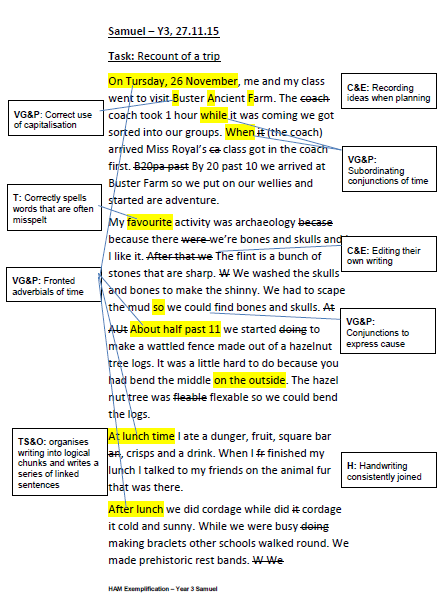 Samuel – Y3, 27.11.15
Task: Recount of a trip
On Tursday, 26 November, me and my class
went to visit Buster Ancient Farm. The coach
coach took 1 hour while it was coming we got
sorted into our groups. When it (the coach)
arrived Miss Royal's ca class got in the coach
first. B20pa past By 20 past 10 we arrived at
Buster Farm so we put on our wellies and
started are adventure.
My favourite activity was archaeology becase
because there were we're bones and skulls and
I like it. After that we The flint is a bunch of
stones that are sharp. W We washed the skulls
and bones to make the shinny. We had to scape
the mud so we could find bones and skulls. At
AUt About half past 11 we started doing to
make a wattled fence made out of a hazelnut
tree logs. It was a little hard to do because you
had bend the middle on the outside. The hazel
nut tree was fleable flexable so we could bend
the logs.
At lunch time I ate a dunger, fruit, square bar
an, crisps and a drink. When I fr finished my
lunch I talked to my friends on the animal fur
that was there.
After lunch we did cordage while did it cordage
it cold and sunny. While we were busy doing
making braclets other schools walked round. We
made prehistoric rest bands. W We
VG&P: Correct use
of capitalisation
T: Correctly spells
words that are often
misspelt
VG&P: Fronted
adverbials of time
TS&O: organises
writing into logical
chunks and writes a
series of linked
sentences
C&E: Recording
ideas when planning
VG&P:
Subordinating
conjunctions of time
C&E: Editing their
own writing
VG&P:
Conjunctions to
express cause
H: Handwriting
consistently joined
HAM Exemplification – Year 3 Samuel